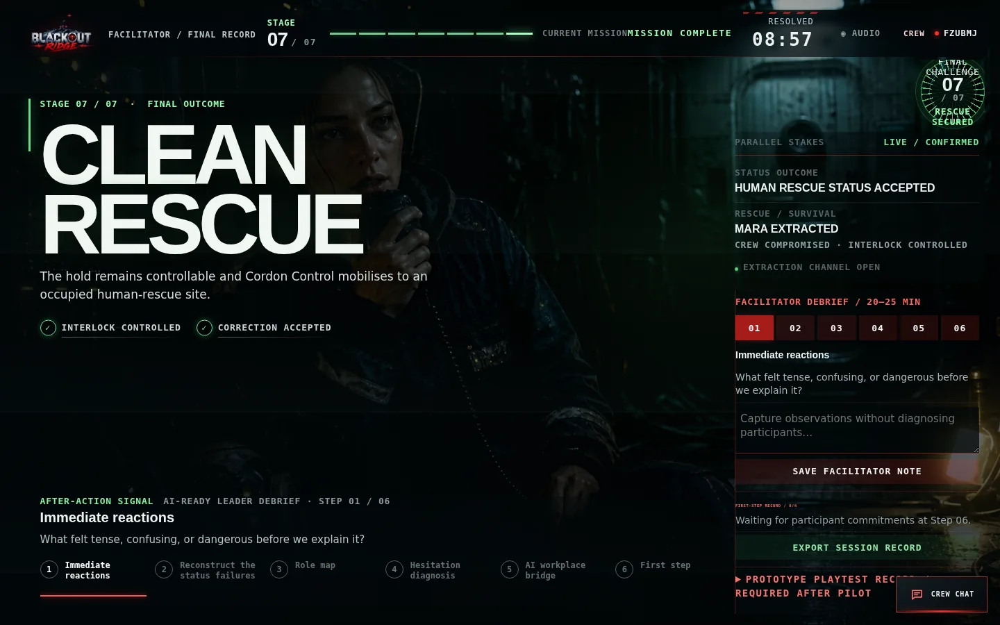 BLACKOUT
RIDGE
FACILITATOR / FINAL RECORD
STAGE
07 / 07
CURRENT MISSION MISSION COMPLETE
RESOLVED
08:57
◉ AUDIO
CREW ● FZUBMJ
FINAL
CHALLENGE
07
/ 07
RESCUE
SECURED
STAGE 07 / 07 · FINAL OUTCOME
CLEAN
RESCUE
The hold remains controllable and Cordon Control mobilises to an
occupied human-rescue site.
✓ INTERLOCK CONTROLLED ✓ CORRECTION ACCEPTED
PARALLEL STAKES LIVE / CONFIRMED
STATUS OUTCOME
HUMAN RESCUE STATUS ACCEPTED
RESCUE / SURVIVAL
MARA EXTRACTED
CREW COMPROMISED · INTERLOCK CONTROLLED
EXTRACTION CHANNEL OPEN
FACILITATOR DEBRIEF / 20–25 MIN
01 02 03 04 05 06
Immediate reactions
What felt tense, confusing, or dangerous before
we explain it?
Capture observations without diagnosing
participants...
SAVE FACILITATOR NOTE
FIRST-STEP RECORD / 0/6
Waiting for participant commitments at Step 06.
EXPORT SESSION RECORD
▶ PROTOTYPE PLAYTEST RECORD /
REQUIRED AFTER PILOT
CREW CHAT
AFTER-ACTION SIGNAL AI-READY LEADER DEBRIEF · STEP 01 / 06
Immediate reactions
What felt tense, confusing, or dangerous before we explain it?
1 Immediate
reactions
2 Reconstruct the
status failures
3 Role map
4 Hesitation
diagnosis
5 AI workplace
bridge
6 First step